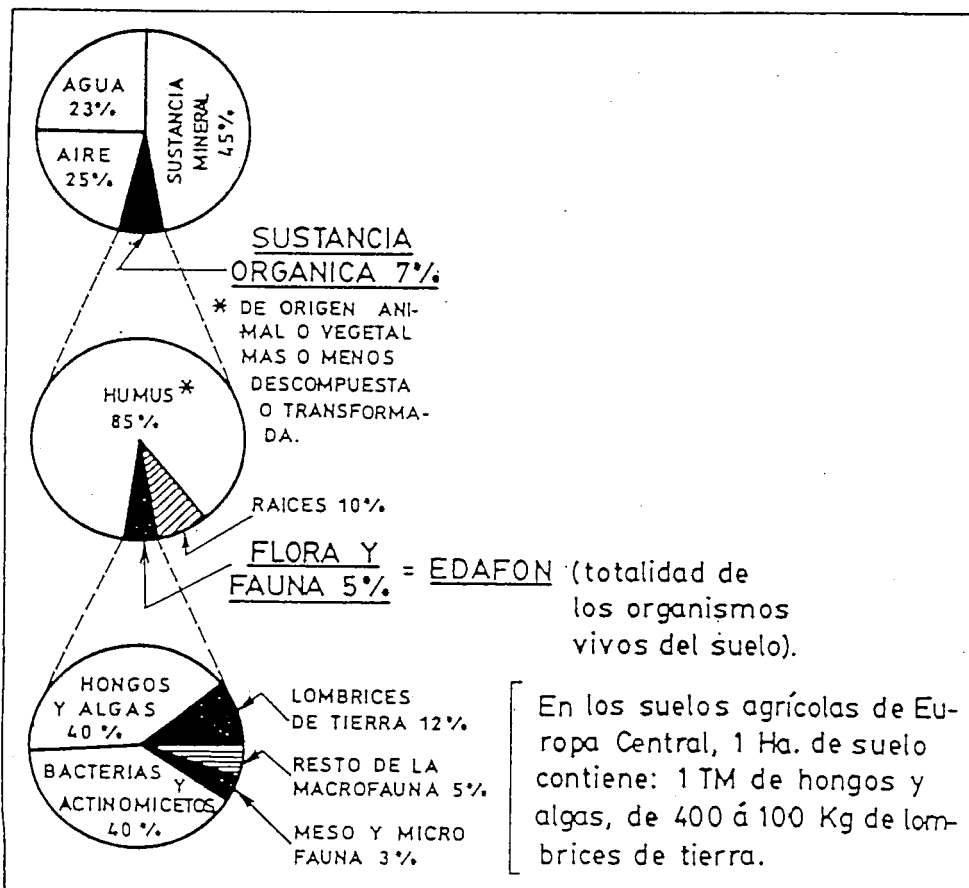 AGUA
23%
AIRE
25%
SUSTANCIA
MINERAL
45%
SUSTANCIA
ORGANICA 7%
* DE ORIGEN ANI-
MAL O VEGETAL
MAS O MENOS
DESCOMPUESTA
O TRANSFORMA-
DA.
HUMUS *
85%
RAICES 10%
FLORA Y
FAUNA 5% = EDAFON (totalidad de
los organismos
vivos del suelo).
HONGOS
Y ALGAS
40%
BACTERIAS Y
ACTINOMICETOS
40%
LOMBRICES
DE TIERRA 12%
RESTO DE LA
MACROFAUNA 5%
MESO Y MICRO
FAUNA 3%
En los suelos agrícolas de Eu-
ropa Central, 1 Ha. de suelo
contiene: 1 TM de hongos y
algas, de 400 á 100 Kg de lom-
brices de tierra.